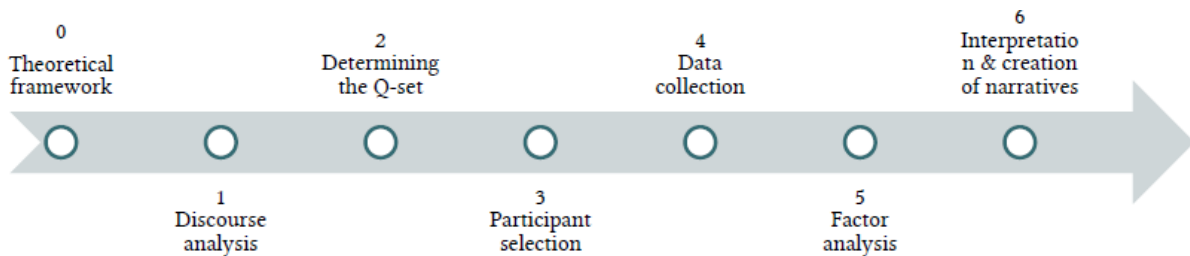 0
Theoretical
framework
1
Discourse
analysis
2
Determining
the Q-set
3
Participant
selection
4
Data
collection
5
Factor
analysis
6
Interpretatio
n & creation
of narratives